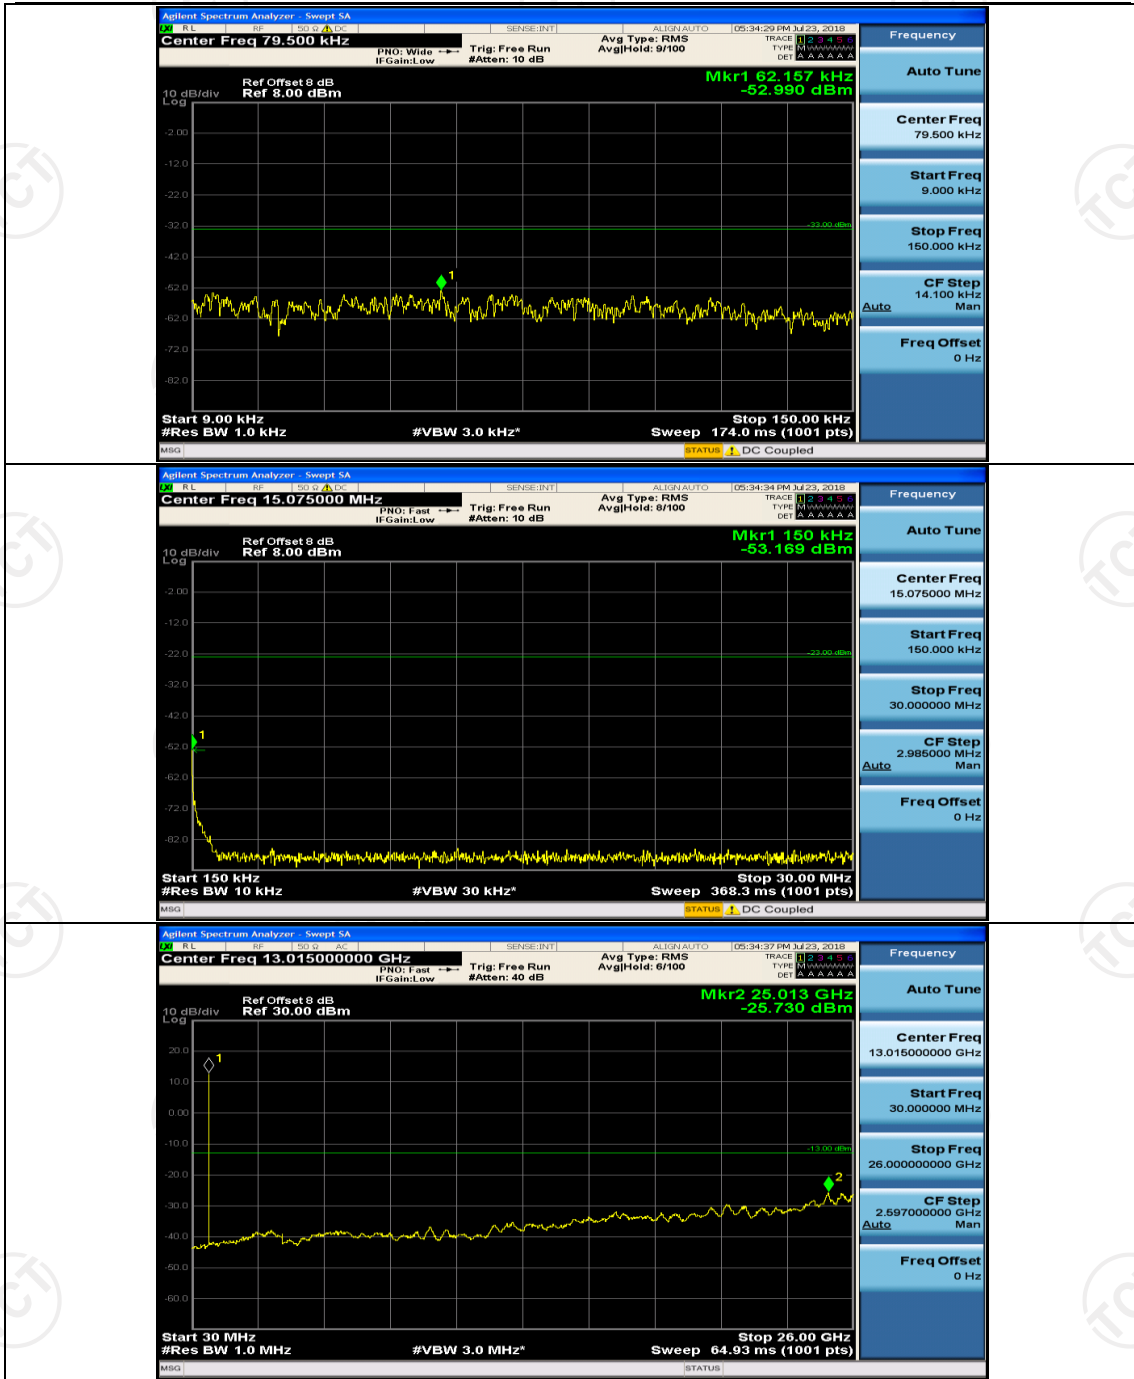 Agilent Spectrum Analyzer - Swept SA
LXI RL RF 50 Ω DC SENSE:INT ALIGN AUTO 05:34:29 PM Jul 23, 2018
Center Freq 79.500 kHz
PNO: Wide
IFGain:Low
Trig: Free Run
#Atten: 10 dB
Avg Type: RMS
Avg|Hold: 9/100
TRACE 1 2 3 4 5 6
TYPE M WWWWW
DET A A A A A A
Ref Offset 8 dB
Ref 8.00 dBm
10 dB/div
Log
Mkr1 62.157 kHz
-52.990 dBm
-2.00
-12.0
-22.0
-32.0
-33.00 dBm
-42.0
1
-52.0
-62.0
-72.0
-82.0
Start 9.00 kHz
Stop 150.00 kHz
#Res BW 1.0 kHz
#VBW 3.0 kHz*
Sweep 174.0 ms (1001 pts)
MSG
STATUS DC Coupled
Frequency
Auto Tune
Center Freq
79.500 kHz
Start Freq
9.000 kHz
Stop Freq
150.000 kHz
CF Step
14.100 kHz
Auto Man
Freq Offset
0 Hz
Agilent Spectrum Analyzer - Swept SA
LXI RL RF 50 Ω DC SENSE:INT ALIGN AUTO 05:34:34 PM Jul 23, 2018
Center Freq 15.075000 MHz
PNO: Fast
IFGain:Low
Trig: Free Run
#Atten: 10 dB
Avg Type: RMS
Avg|Hold: 8/100
TRACE 1 2 3 4 5 6
TYPE M WWWWW
DET A A A A A A
Ref Offset 8 dB
Ref 8.00 dBm
10 dB/div
Log
Mkr1 150 kHz
-53.169 dBm
-2.00
-12.0
-22.0
-23.00 dBm
-32.0
-42.0
1
-52.0
-62.0
-72.0
-82.0
Start 150 kHz
Stop 30.00 MHz
#Res BW 10 kHz
#VBW 30 kHz*
Sweep 368.3 ms (1001 pts)
MSG
STATUS DC Coupled
Frequency
Auto Tune
Center Freq
15.075000 MHz
Start Freq
150.000 kHz
Stop Freq
30.000000 MHz
CF Step
2.985000 MHz
Auto Man
Freq Offset
0 Hz
Agilent Spectrum Analyzer - Swept SA
LXI RL RF 50 Ω AC SENSE:INT ALIGN AUTO 05:34:37 PM Jul 23, 2018
Center Freq 13.015000000 GHz
PNO: Fast
IFGain:Low
Trig: Free Run
#Atten: 40 dB
Avg Type: RMS
Avg|Hold: 6/100
TRACE 1 2 3 4 5 6
TYPE M WWWWW
DET A A A A A A
Ref Offset 8 dB
Ref 30.00 dBm
10 dB/div
Log
Mkr2 25.013 GHz
-25.730 dBm
20.0
1
10.0
0.00
-10.0
-13.00 dBm
-20.0
2
-30.0
-40.0
-50.0
-60.0
Start 30 MHz
Stop 26.00 GHz
#Res BW 1.0 MHz
#VBW 3.0 MHz*
Sweep 64.93 ms (1001 pts)
MSG
STATUS
Frequency
Auto Tune
Center Freq
13.015000000 GHz
Start Freq
30.000000 MHz
Stop Freq
26.000000000 GHz
CF Step
2.597000000 GHz
Auto Man
Freq Offset
0 Hz
TCT